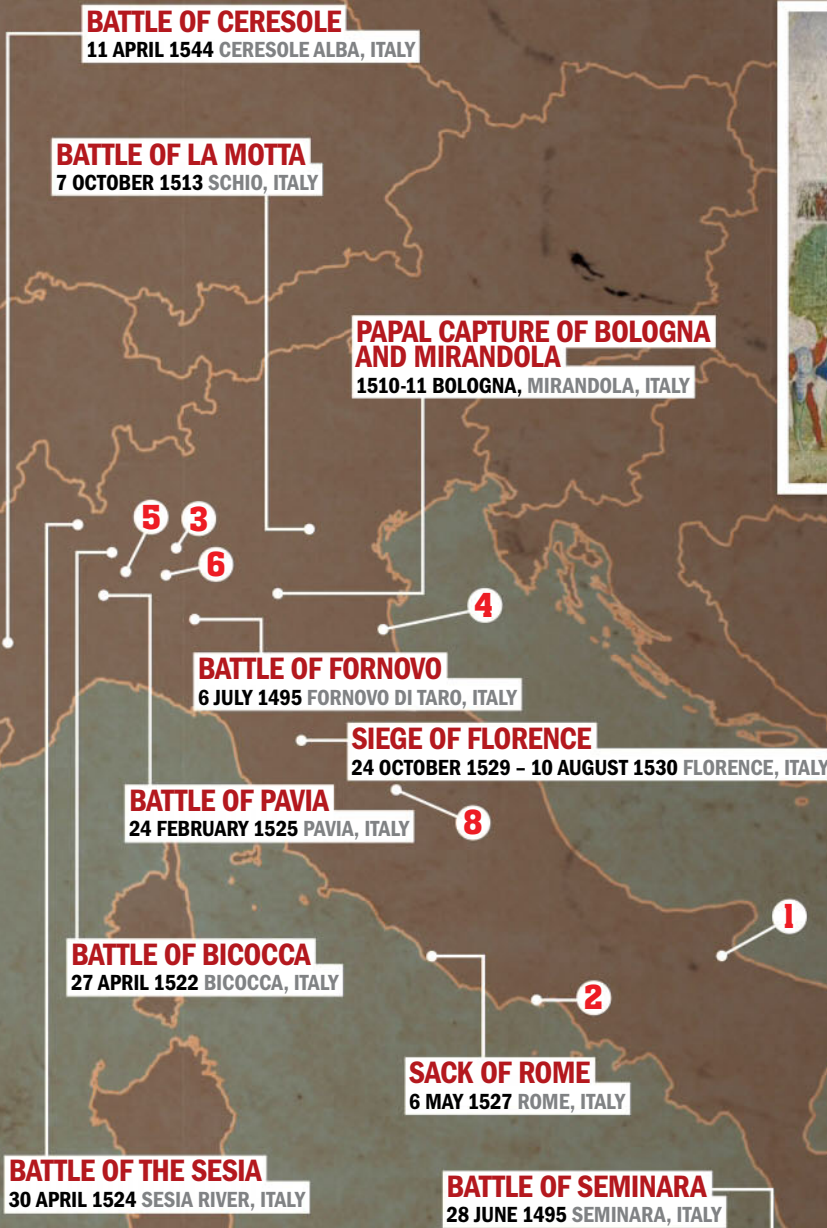 BATTLE OF CERESOLE
11 APRIL 1544 CERESOLE ALBA, ITALY
BATTLE OF LA MOTTA
7 OCTOBER 1513 SCHIO, ITALY
PAPAL CAPTURE OF BOLOGNA
AND MIRANDOLA
1510-11 BOLOGNA, MIRANDOLA, ITALY
5
3
6
4
BATTLE OF FORNOVO
6 JULY 1495 FORNOVO DI TARO, ITALY
SIEGE OF FLORENCE
24 OCTOBER 1529 – 10 AUGUST 1530 FLORENCE, ITALY
BATTLE OF PAVIA
24 FEBRUARY 1525 PAVIA, ITALY
8
1
BATTLE OF BICOCCA
27 APRIL 1522 BICOCCA, ITALY
2
SACK OF ROME
6 MAY 1527 ROME, ITALY
BATTLE OF THE SESIA
30 APRIL 1524 SESIA RIVER, ITALY
BATTLE OF SEMINARA
28 JUNE 1495 SEMINARA, ITALY